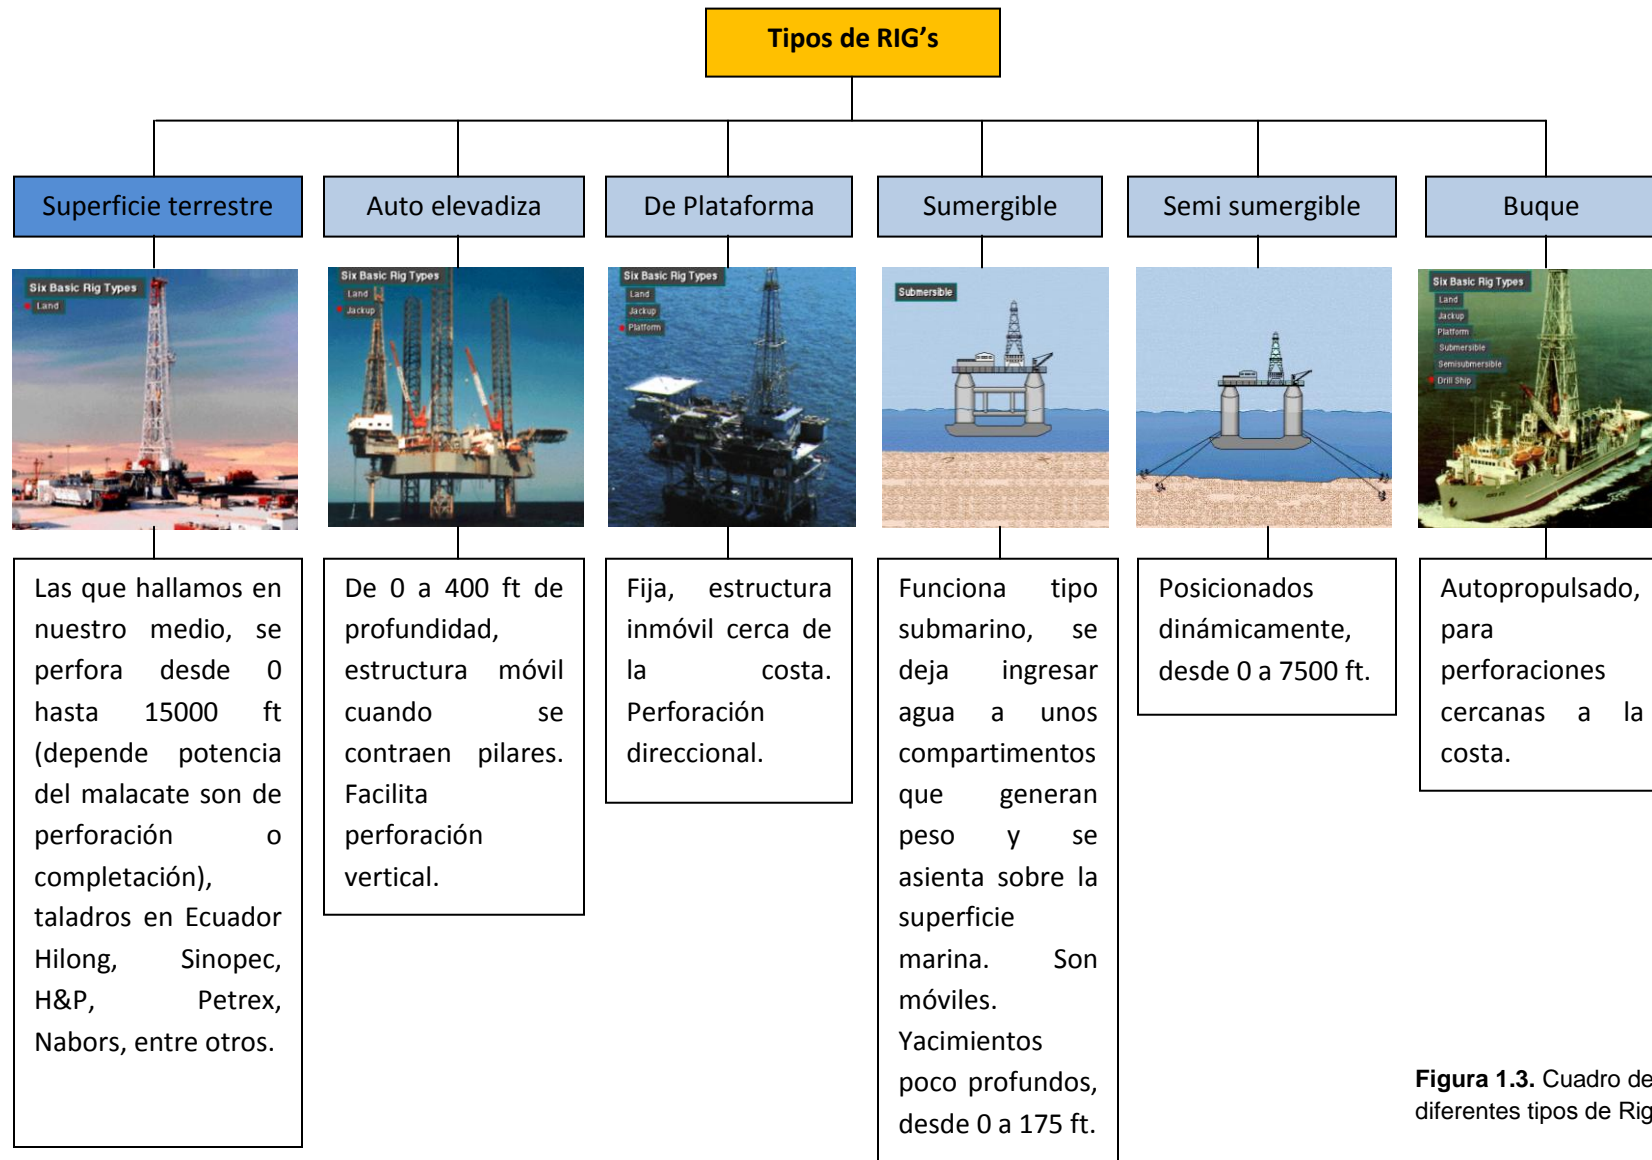 Tipos de RIG's
Superficie terrestre
Auto elevadiza
De Plataforma
Sumergible
Semi sumergible
Buque
Six Basic Rig Types
Land
Six Basic Rig Types
Land
Jackup
Six Basic Rig Types
Land
Jackup
Platform
Submersible
Six Basic Rig Types
Land
Jackup
Platform
Submersible
Semisubmersible
Drill Ship
Las que hallamos en
nuestro medio, se
perfora desde 0
hasta 15000 ft
(depende potencia
del malacate son de
perforación o
completación),
taladros en Ecuador
Hilong, Sinopec,
H&P, Petrex,
Nabors, entre otros.
De 0 a 400 ft de
profundidad,
estructura móvil
cuando se
contraen pilares.
Facilita
perforación
vertical.
Fija, estructura
inmóvil cerca de
la costa.
Perforación
direccional.
Funciona tipo
submarino, se
deja ingresar
agua a unos
compartimentos
que generan
peso y se
asienta sobre la
superficie
marina. Son
móviles.
Yacimientos
poco profundos,
desde 0 a 175 ft.
Posicionados
dinámicamente,
desde 0 a 7500 ft.
Autopropulsado,
para
perforaciones
cercanas a la
costa.
Figura 1.3. Cuadro de
diferentes tipos de Rig